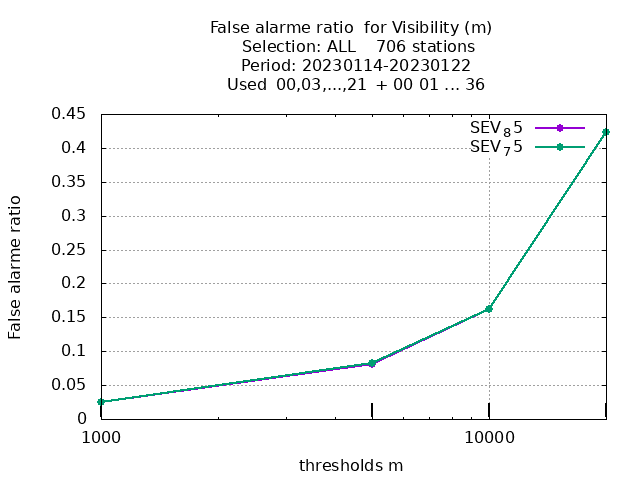 False alarme ratio  for Visibility (m)
Selection: ALL    706 stations
Period: 20230114-20230122
Used  00,03,...,21  + 00 01 ... 36
SEV₈5
SEV₇5
0.45
0.4
0.35
0.3
0.25
0.2
0.15
0.1
0.05
0
False alarme ratio
1000 10000
thresholds m